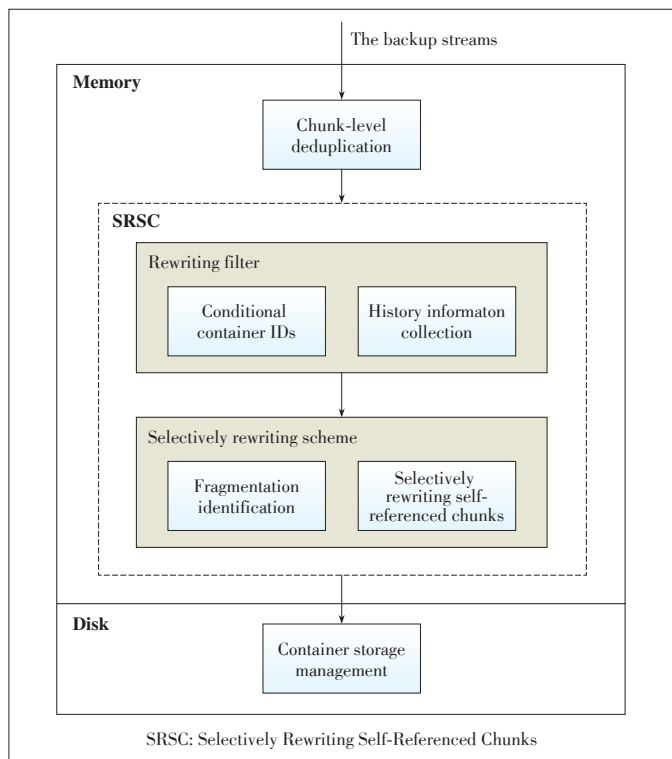 The backup streams
Memory
Chunk-level
deduplication
SRSC
Rewriting filter
Conditional
container IDs
History informaton
collection
Selectively rewriting scheme
Fragmentation
identification
Selectively
rewriting self-
referenced chunks
Disk
Container storage
management
SRSC: Selectively Rewriting Self-Referenced Chunks